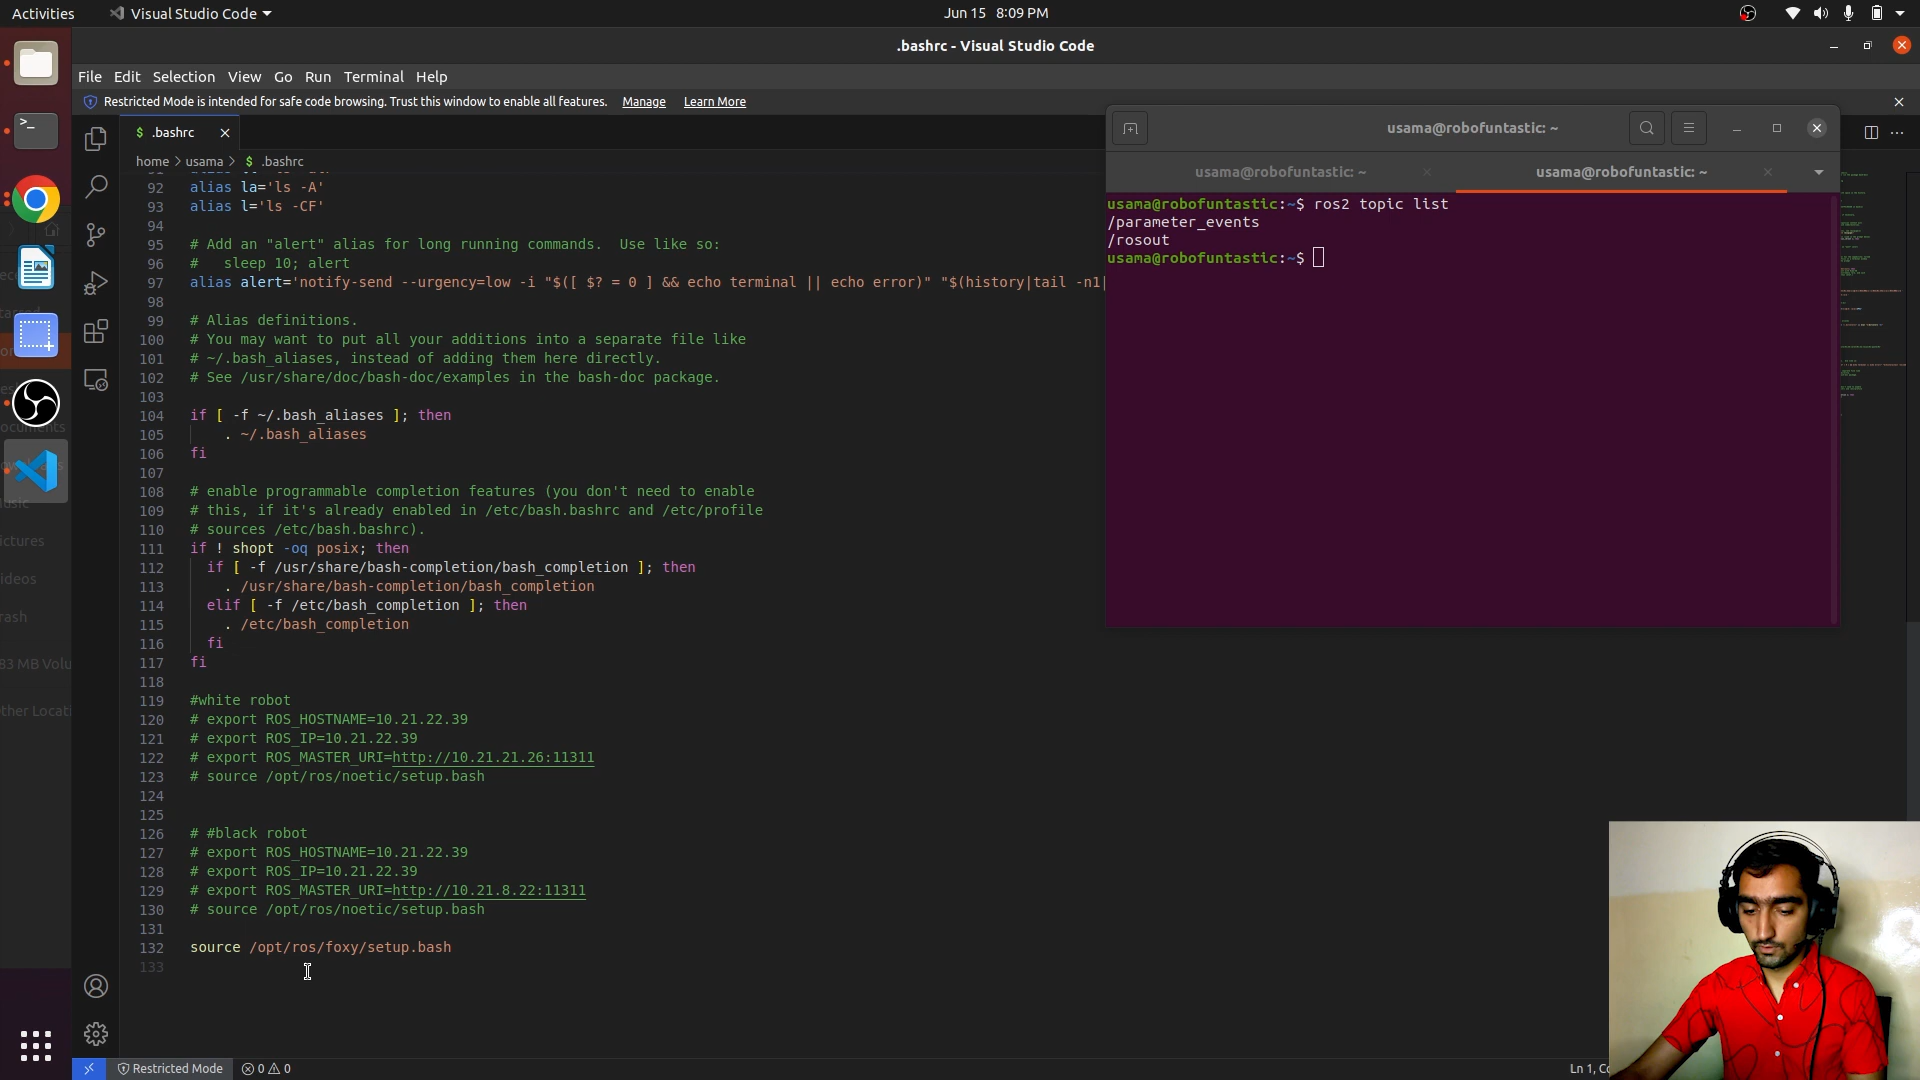 Activities
Visual Studio Code
Jun 15 8:09 PM
.bashrc - Visual Studio Code
File Edit Selection View Go Run Terminal Help
Restricted Mode is intended for safe code browsing. Trust this window to enable all features. Manage Learn More
$ .bashrc
home > usama > $ .bashrc
92 alias la='ls -A'
93 alias l='ls -CF'
94
95 # Add an "alert" alias for long running commands.  Use like so:
96 #   sleep 10; alert
97 alias alert='notify-send --urgency=low -i "$([ $? = 0 ] && echo terminal || echo error)" "$(history|tail -n1|
98
99 # Alias definitions.
100 # You may want to put all your additions into a separate file like
101 # ~/.bash_aliases, instead of adding them here directly.
102 # See /usr/share/doc/bash-doc/examples in the bash-doc package.
103
104 if [ -f ~/.bash_aliases ]; then
105     . ~/.bash_aliases
106 fi
107
108 # enable programmable completion features (you don't need to enable
109 # this, if it's already enabled in /etc/bash.bashrc and /etc/profile
110 # sources /etc/bash.bashrc).
111 if ! shopt -oq posix; then
112   if [ -f /usr/share/bash-completion/bash_completion ]; then
113     . /usr/share/bash-completion/bash_completion
114   elif [ -f /etc/bash_completion ]; then
115     . /etc/bash_completion
116   fi
117 fi
118
119 #white robot
120 # export ROS_HOSTNAME=10.21.22.39
121 # export ROS_IP=10.21.22.39
122 # export ROS_MASTER_URI=http://10.21.21.26:11311
123 # source /opt/ros/noetic/setup.bash
124
125
126 # #black robot
127 # export ROS_HOSTNAME=10.21.22.39
128 # export ROS_IP=10.21.22.39
129 # export ROS_MASTER_URI=http://10.21.8.22:11311
130 # source /opt/ros/noetic/setup.bash
131
132 source /opt/ros/foxy/setup.bash
133
usama@robofuntastic: ~
usama@robofuntastic: ~ usama@robofuntastic: ~
usama@robofuntastic:~$ ros2 topic list
/parameter_events
/rosout
usama@robofuntastic:~$
Restricted Mode 0 0
Ln 1,